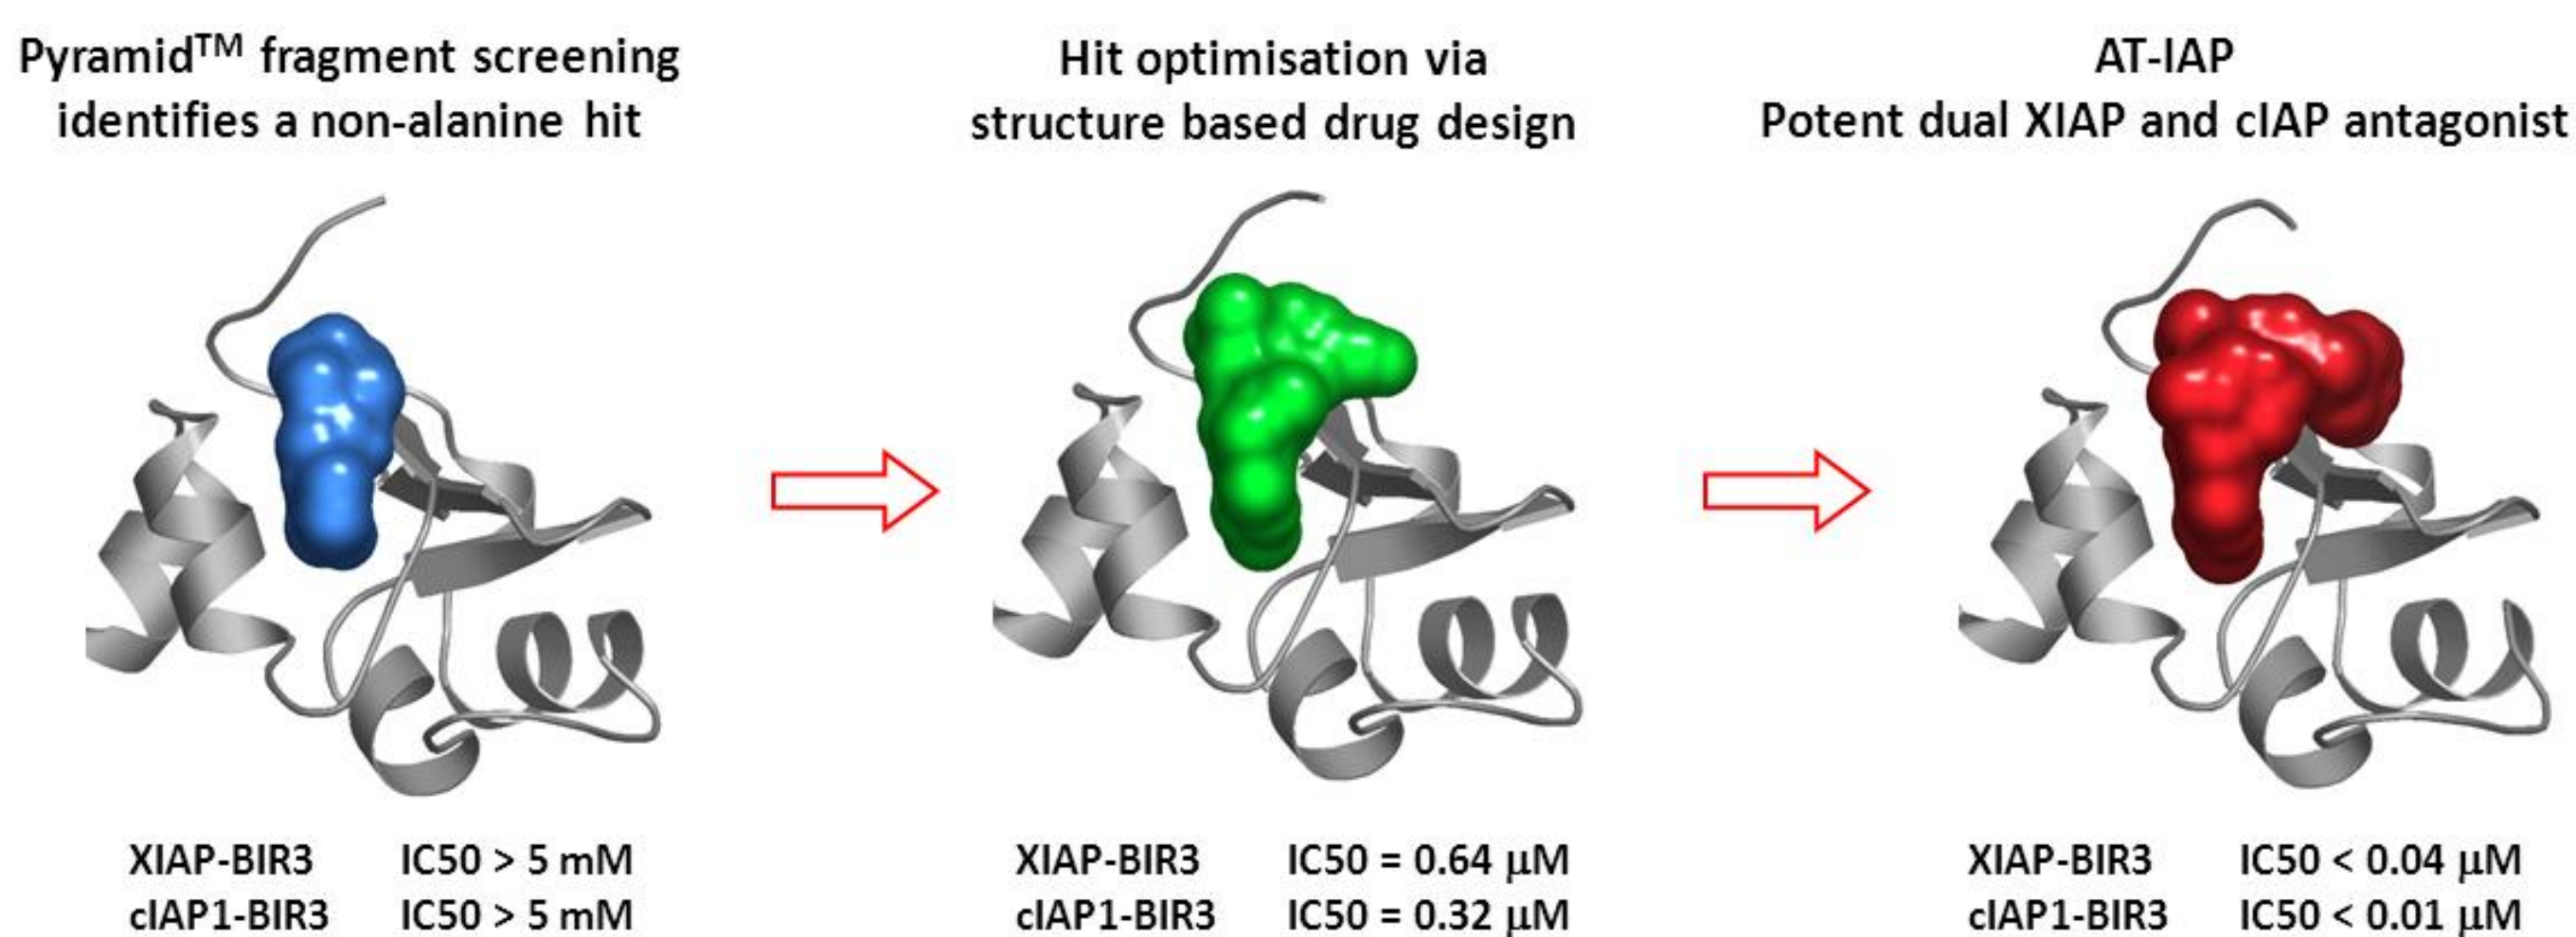 Pyramid™ fragment screening
identifies a non-alanine hit
Hit optimisation via
structure based drug design
AT-IAP
Potent dual XIAP and cIAP antagonist
XIAP-BIR3 IC50 > 5 mM
cIAP1-BIR3 IC50 > 5 mM
XIAP-BIR3 IC50 = 0.64 μM
cIAP1-BIR3 IC50 = 0.32 μM
XIAP-BIR3 IC50 < 0.04 μM
cIAP1-BIR3 IC50 < 0.01 μM